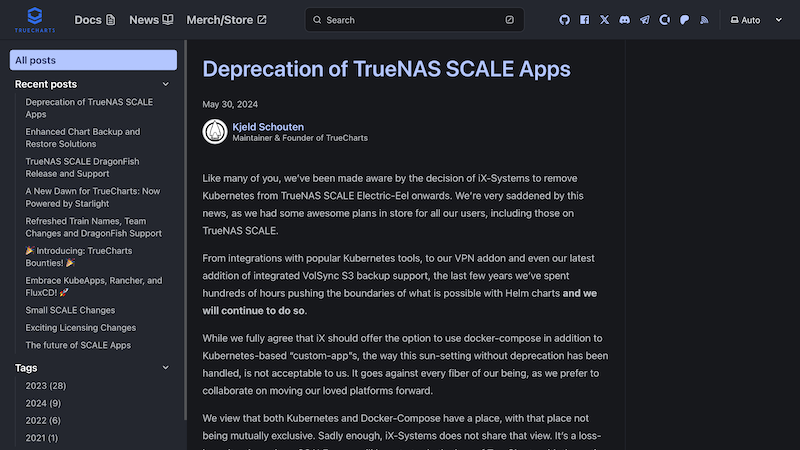 TRUECHARTS
Docs
News
Merch/Store
Search
Auto
All posts
Recent posts
Deprecation of TrueNAS SCALE
Apps
Enhanced Chart Backup and
Restore Solutions
TrueNAS SCALE DragonFish
Release and Support
A New Dawn for TrueCharts: Now
Powered by Starlight
Refreshed Train Names, Team
Changes and DragonFish Support
🎉 Introducing: TrueCharts
Bounties! 🎉
Embrace KubeApps, Rancher, and
FluxCD! 🚀
Small SCALE Changes
Exciting Licensing Changes
The future of SCALE Apps
Tags
2023 (28)
2024 (9)
2022 (6)
2021 (1)
Deprecation of TrueNAS SCALE Apps
May 30, 2024
Kjeld Schouten
Maintainer & Founder of TrueCharts
Like many of you, we've been made aware by the decision of iX-Systems to remove
Kubernetes from TrueNAS SCALE Electric-Eel onwards. We're very saddened by this
news, as we had some awesome plans in store for all our users, including those on
TrueNAS SCALE.
From integrations with popular Kubernetes tools, to our VPN addon and even our latest
addition of integrated VolSync S3 backup support, the last few years we've spent
hundreds of hours pushing the boundaries of what is possible with Helm charts and we
will continue to do so.
While we fully agree that iX should offer the option to use docker-compose in addition to
Kubernetes-based "custom-app"s, the way this sun-setting without deprecation has been
handled, is not acceptable to us. It goes against every fiber of our being, as we prefer to
collaborate on moving our loved platforms forward.
We view that both Kubernetes and Docker-Compose have a place, with that place not
being mutually exclusive. Sadly enough, iX-Systems does not share that view. It's a loss-